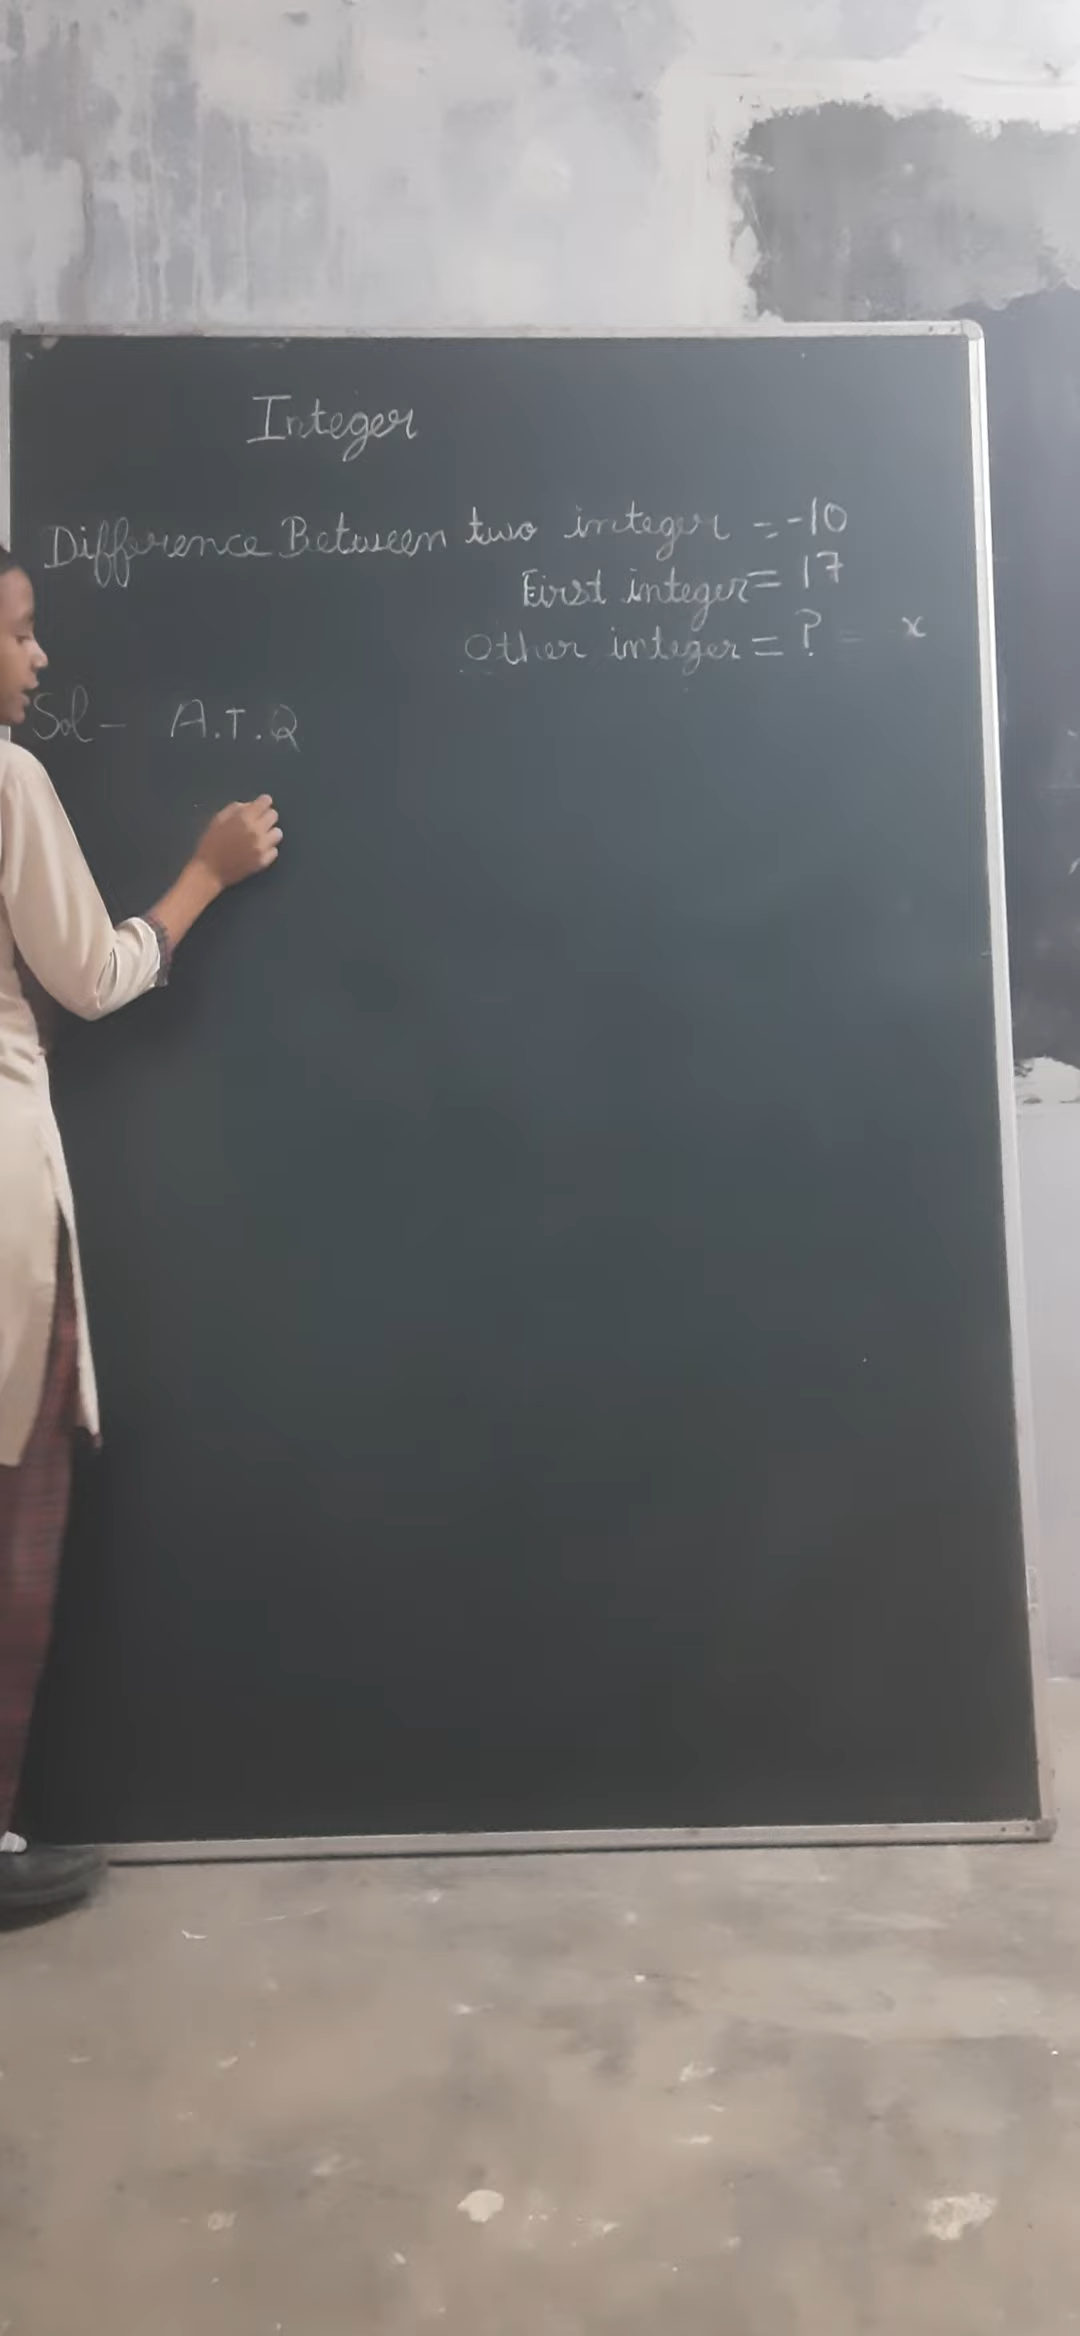 Integer
Difference Between two integer = -10
First integer = 17
Other integer = ? = x
Sol - A.T.Q